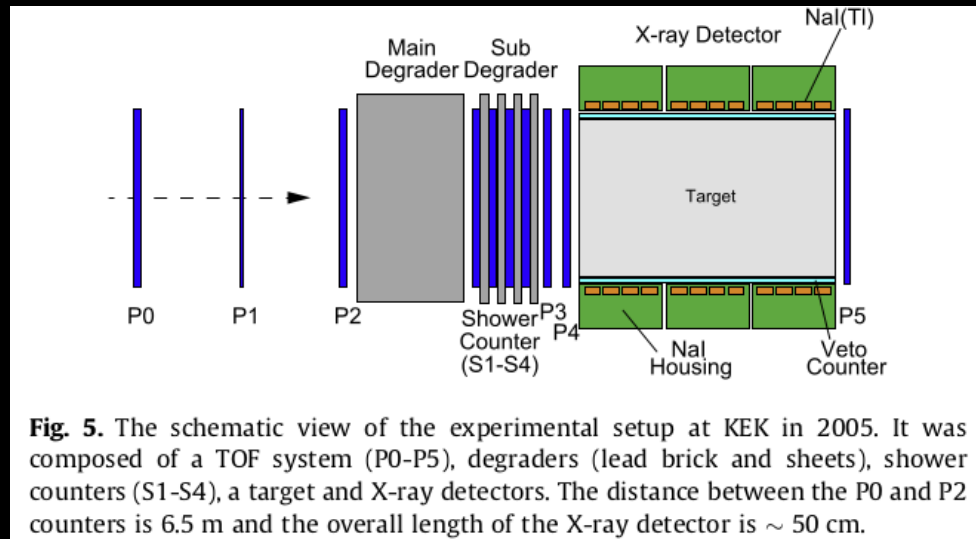 NaI(Tl)
X-ray Detector
Main
Degrader
Sub
Degrader
Target
P0
P1
P2
Shower
Counter
(S1-S4)
P3
P4
NaI
Housing
Veto
Counter
P5
Fig. 5. The schematic view of the experimental setup at KEK in 2005. It was
composed of a TOF system (P0-P5), degraders (lead brick and sheets), shower
counters (S1-S4), a target and X-ray detectors. The distance between the P0 and P2
counters is 6.5 m and the overall length of the X-ray detector is ~ 50 cm.